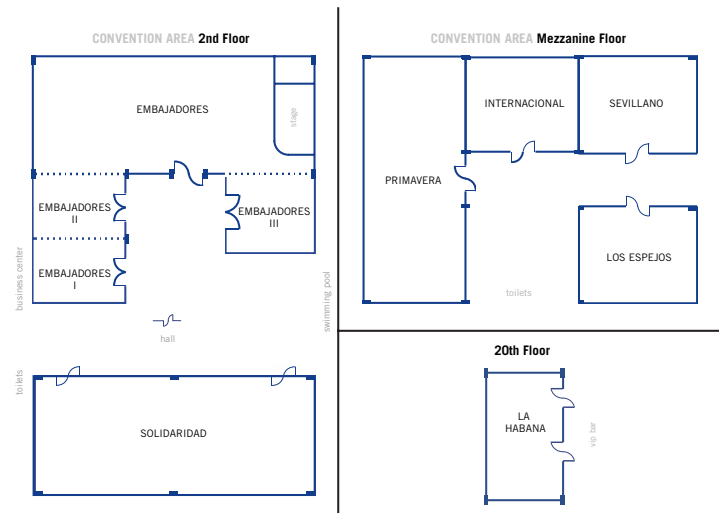 CONVENTION AREA 2nd Floor
EMBAJADORES
stage
EMBAJADORES
II
EMBAJADORES
III
EMBAJADORES
I
business center
swimming pool
hall
toilets
SOLIDARIDAD
CONVENTION AREA Mezzanine Floor
INTERNACIONAL
SEVILLANO
PRIMAVERA
LOS ESPEJOS
toilets
20th Floor
LA
HABANA
vip bar